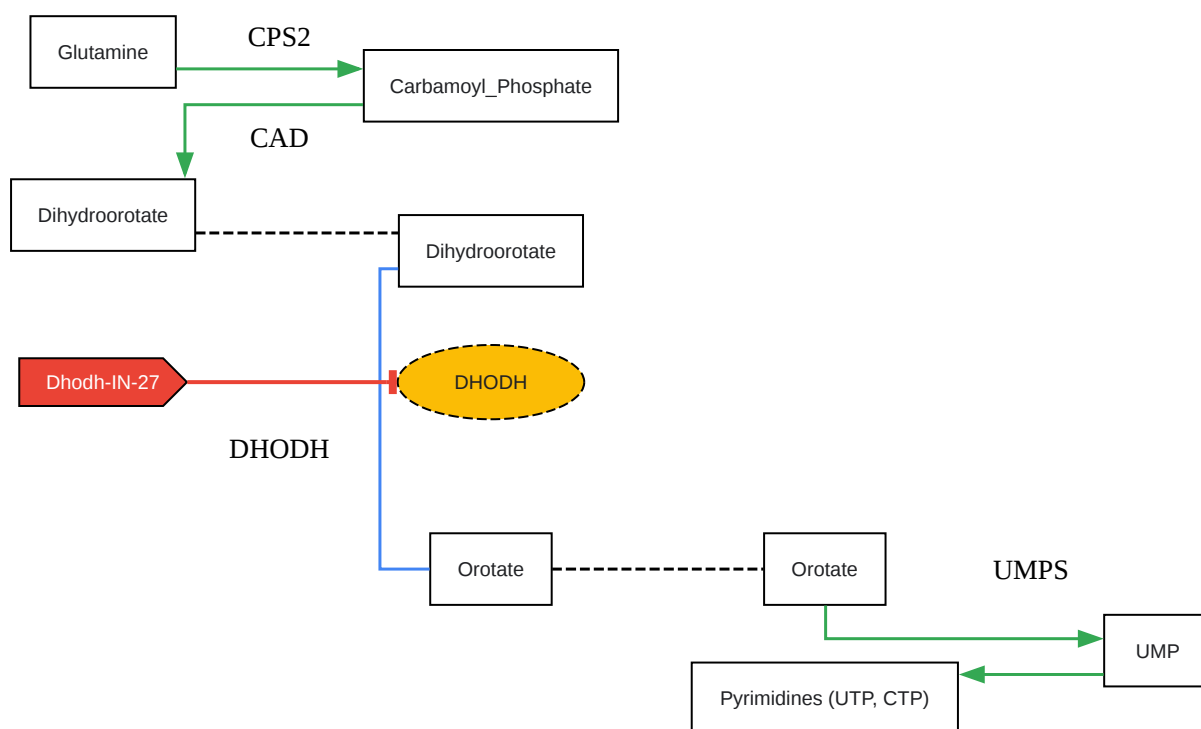 Glutamine
CPS2
Carbamoyl_Phosphate
CAD
Dihydroorotate
Dihydroorotate
Dhodh-IN-27
DHODH
DHODH
Orotate
Orotate
UMPS
UMP
Pyrimidines (UTP, CTP)